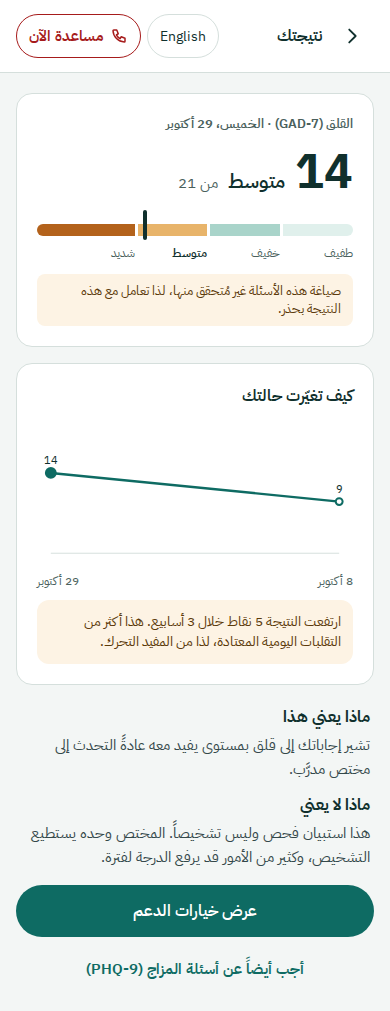 نتيجتك
English
مساعدة الآن
القلق (GAD-7) · الخميس، 29 أكتوبر
14 متوسط من 21
طفيف خفيف متوسط شديد
صياغة هذه الأسئلة غير مُتحقق منها، لذا تعامل مع هذه
النتيجة بحذر.
كيف تغيّرت حالتك
14
9
8 أكتوبر 29 أكتوبر
ارتفعت النتيجة 5 نقاط خلال 3 أسابيع. هذا أكثر من
التقلبات اليومية المعتادة، لذا من المفيد التحرك.
ماذا يعني هذا
تشير إجاباتك إلى قلق بمستوى يفيد معه عادةً التحدث إلى
مختص مدرَّب.
ماذا لا يعني
هذا استبيان فحص وليس تشخيصاً. المختص وحده يستطيع
التشخيص، وكثير من الأمور قد يرفع الدرجة لفترة.
عرض خيارات الدعم
أجب أيضاً عن أسئلة المزاج (PHQ-9)